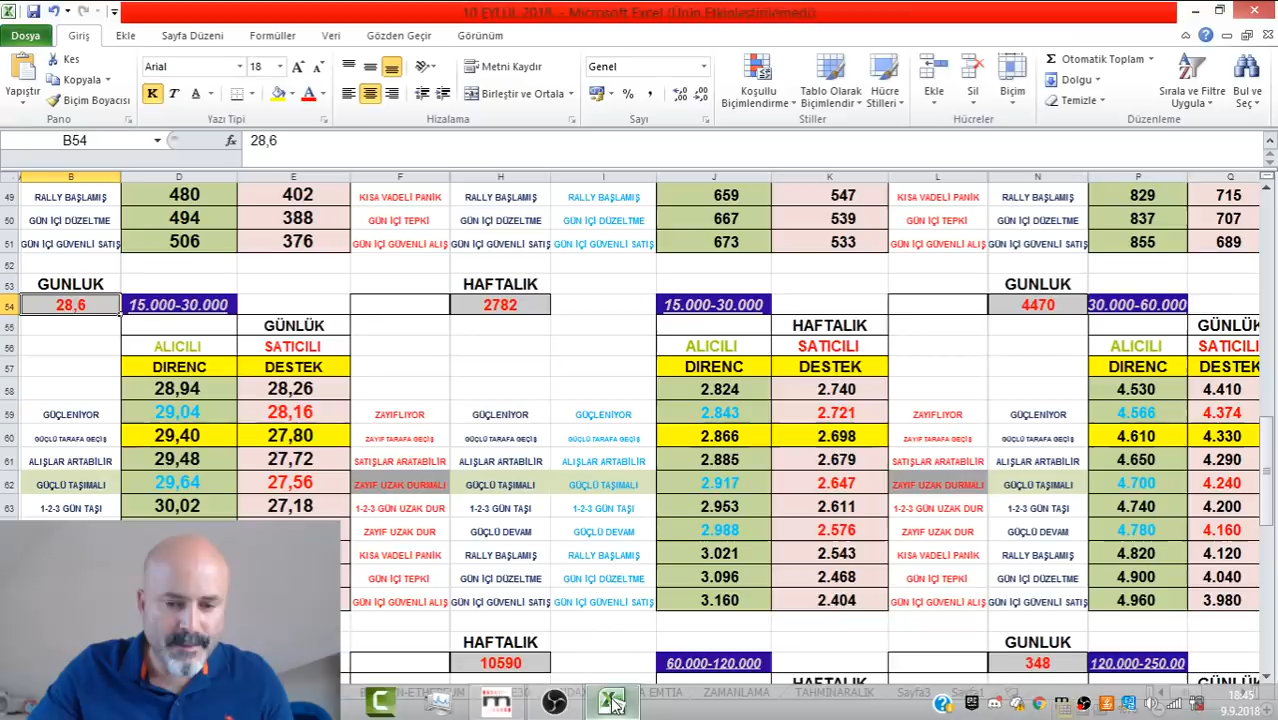 10 EYLÜL 2018 - Microsoft Excel (Ürün Etkinleştirilmedi)
Dosya Giriş Ekle Sayfa Düzeni Formüller Veri Gözden Geçir Görünüm
Yapıştır Kes Kopyala Biçim Boyacısı
Arial 18
K T A
Metni Kaydır
Birleştir ve Ortala
Genel
Koşullu Biçimlendirme Tablo Olarak Biçimlendir Hücre Stilleri
Ekle Sil Biçim
Otomatik Toplam Dolgu Temizle
Sırala ve Filtre Uygula Bul ve Seç
Pano Yazı Tipi Hizalama Sayı Stiller Hücreler Düzenleme
B54 fx 28,6
B D E F H I J K L N P Q
49 RALLY BAŞLAMIŞ 480 402 KISA VADELİ PANİK RALLY BAŞLAMIŞ RALLY BAŞLAMIŞ 659 547 KISA VADELİ PANİK RALLY BAŞLAMIŞ 829 715
50 GÜN İÇİ DÜZELTME 494 388 GÜN İÇİ TEPKİ GÜN İÇİ DÜZELTME GÜN İÇİ DÜZELTME 667 539 GÜN İÇİ TEPKİ GÜN İÇİ DÜZELTME 837 707
51 GÜN İÇİ GÜVENLİ SATIŞ 506 376 GÜN İÇİ GÜVENLİ ALIŞ GÜN İÇİ GÜVENLİ SATIŞ GÜN İÇİ GÜVENLİ SATIŞ 673 533 GÜN İÇİ GÜVENLİ ALIŞ GÜN İÇİ GÜVENLİ SATIŞ 855 689
52
53 GUNLUK HAFTALIK GUNLUK
54 28,6 15.000-30.000 2782 15.000-30.000 4470 30.000-60.000
55 GÜNLÜK HAFTALIK GÜNLÜK
56 ALICILI SATICILI ALICILI SATICILI ALICILI SATICILI
57 DIRENC DESTEK DIRENC DESTEK DIRENC DESTEK
58 28,94 28,26 2.824 2.740 4.530 4.410
59 GÜÇLENİYOR 29,04 28,16 ZAYIFLIYOR GÜÇLENİYOR GÜÇLENİYOR 2.843 2.721 ZAYIFLIYOR GÜÇLENİYOR 4.566 4.374
60 GÜÇLÜ TARAFA GEÇİŞ 29,40 27,80 ZAYIF TARAFA GEÇİŞ GÜÇLÜ TARAFA GEÇİŞ GÜÇLÜ TARAFA GEÇİŞ 2.866 2.698 ZAYIF TARAFA GEÇİŞ GÜÇLÜ TARAFA GEÇİŞ 4.610 4.330
61 ALIŞLAR ARTABİLİR 29,48 27,72 SATIŞLAR ARATABİLİR ALIŞLAR ARTABİLİR ALIŞLAR ARTABİLİR 2.885 2.679 SATIŞLAR ARATABİLİR ALIŞLAR ARTABİLİR 4.650 4.290
62 GÜÇLÜ TAŞIMALI 29,64 27,56 ZAYIF UZAK DURMALI GÜÇLÜ TAŞIMALI GÜÇLÜ TAŞIMALI 2.917 2.647 ZAYIF UZAK DURMALI GÜÇLÜ TAŞIMALI 4.700 4.240
63 1-2-3 GÜN TAŞI 30,02 27,18 1-2-3 GÜN UZAK DUR 1-2-3 GÜN TAŞI 1-2-3 GÜN TAŞI 2.953 2.611 1-2-3 GÜN UZAK DUR 1-2-3 GÜN TAŞI 4.740 4.200
ZAYIF UZAK DUR GÜÇLÜ DEVAM GÜÇLÜ DEVAM 2.988 2.576 ZAYIF UZAK DUR GÜÇLÜ DEVAM 4.780 4.160
KISA VADELİ PANİK RALLY BAŞLAMIŞ RALLY BAŞLAMIŞ 3.021 2.543 KISA VADELİ PANİK RALLY BAŞLAMIŞ 4.820 4.120
GÜN İÇİ TEPKİ GÜN İÇİ DÜZELTME GÜN İÇİ DÜZELTME 3.096 2.468 GÜN İÇİ TEPKİ GÜN İÇİ DÜZELTME 4.900 4.040
GÜN İÇİ GÜVENLİ ALIŞ GÜN İÇİ GÜVENLİ SATIŞ GÜN İÇİ GÜVENLİ SATIŞ 3.160 2.404 GÜN İÇİ GÜVENLİ ALIŞ GÜN İÇİ GÜVENLİ SATIŞ 4.960 3.980
HAFTALIK GUNLUK
10590 60.000-120.000 348 120.000-250.00
EMTIA ZAMANLAMA TAHMİNARALIK Sayfa3 Sayfa1
18:45
9.9.2018